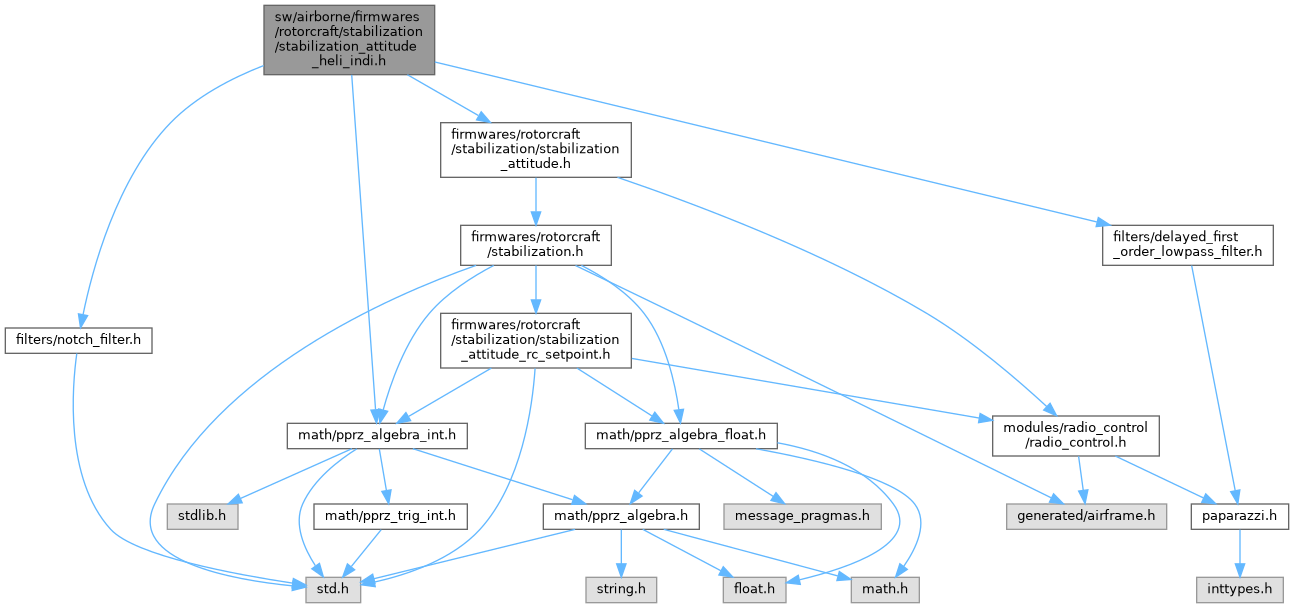 sw/airborne/firmwares
/rotorcraft/stabilization
/stabilization_attitude
_heli_indi.h
firmwares/rotorcraft
/stabilization/stabilization
_attitude.h
firmwares/rotorcraft
/stabilization.h
filters/delayed_first
_order_lowpass_filter.h
filters/notch_filter.h
firmwares/rotorcraft
/stabilization/stabilization
_attitude_rc_setpoint.h
math/pprz_algebra_int.h
math/pprz_algebra_float.h
modules/radio_control
/radio_control.h
stdlib.h
math/pprz_trig_int.h
math/pprz_algebra.h
message_pragmas.h
generated/airframe.h
paparazzi.h
std.h
string.h
float.h
math.h
inttypes.h